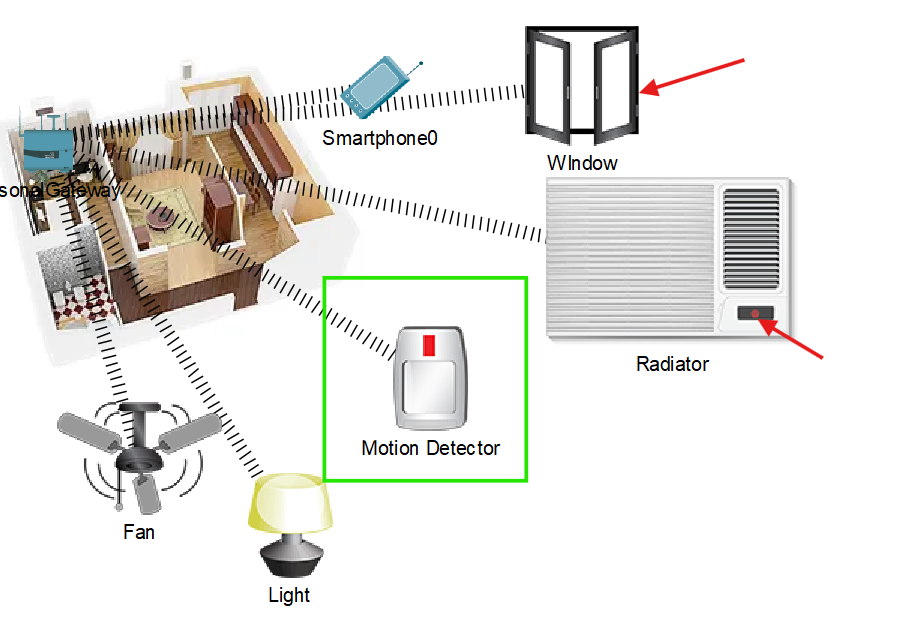 Smartphone0
WIndow
sonalGateway
Radiator
Motion Detector
Fan
Light